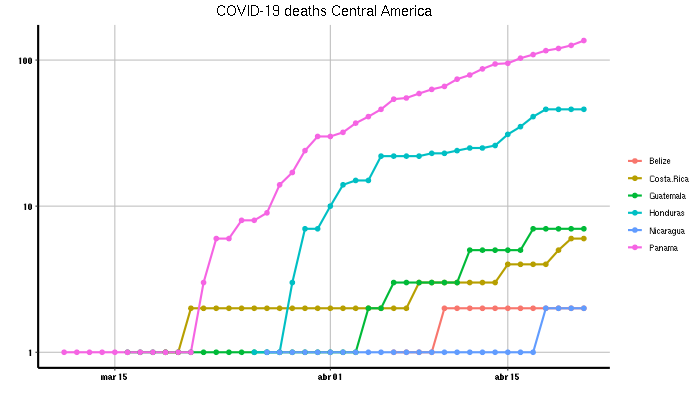 COVID-19 deaths Central America
100
10
1
mar 15
abr 01
abr 15
Belize
Costa.Rica
Guatemala
Honduras
Nicaragua
Panama